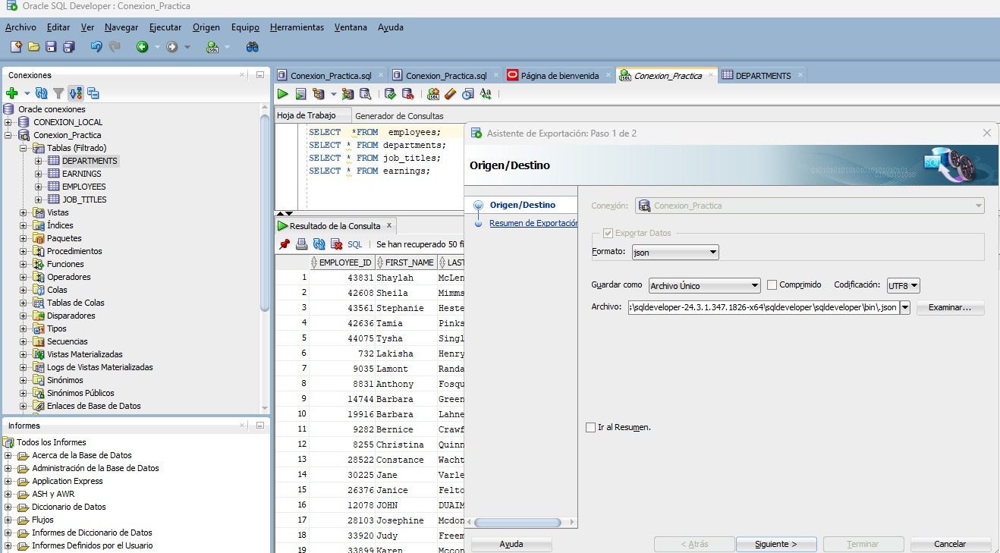 Oracle SQL Developer : Conexion_Practica
Archivo Editar Ver Navegar Ejecutar Origen Equipo Herramientas Ventana Ayuda
Conexiones
Oracle conexiones
CONEXION_LOCAL
Conexion_Practica
Tablas (Filtrado)
DEPARTMENTS
EARNINGS
EMPLOYEES
JOB_TITLES
Vistas
Índices
Paquetes
Procedimientos
Funciones
Operadores
Colas
Tablas de Colas
Disparadores
Tipos
Secuencias
Vistas Materializadas
Logs de Vistas Materializadas
Sinónimos
Sinónimos Públicos
Enlaces de Base de Datos
Informes
Todos los Informes
Acerca de la Base de Datos
Administración de la Base de Datos
Application Express
ASH y AWR
Diccionario de Datos
Flujos
Informes de Diccionario de Datos
Informes Definidos por el Usuario
Conexion_Practica.sql Conexion_Practica.sql Página de bienvenida Conexion_Practica DEPARTMENTS
Hoja de Trabajo Generador de Consultas
SELECT *FROM employees;
SELECT * FROM departments;
SELECT * FROM job_titles;
SELECT * FROM earnings;
Resultado de la Consulta x
SQL | Se han recuperado 50 fi
EMPLOYEE_ID FIRST_NAME LAST
1 43831 Shaylah McLen
2 42608 Sheila Mimms
3 43561 Stephanie Heste
4 42636 Tamia Pinks
5 44075 Tysha Singl
6 732 Lakisha Henry
7 9035 Lamont Randa
8 8831 Anthony Fosqu
9 14744 Barbara Green
10 19916 Barbara Lahne
11 9282 Bernice Crawf
12 8255 Christina Quinn
13 28522 Constance Wacht
14 30225 Jane Varle
15 26376 Janice Felto
16 12078 JOHN DUAIM
17 28103 Josephine Mcdon
18 33920 Judy Freem
19 33899 Karen Mccon
Asistente de Exportación: Paso 1 de 2
Origen/Destino
SQL
Origen/Destino
Resumen de Exportación
Conexión: Conexion_Practica
Exportar Datos
Formato: json
Guardar como Archivo Único Comprimido Codificación: UTF8
Archivo: \sqldeveloper-24.3.1.347.1826-x64\sqldeveloper\sqldeveloper\bin\.json Examinar...
Ir al Resumen.
Ayuda < Atrás Siguiente > Terminar Cancelar